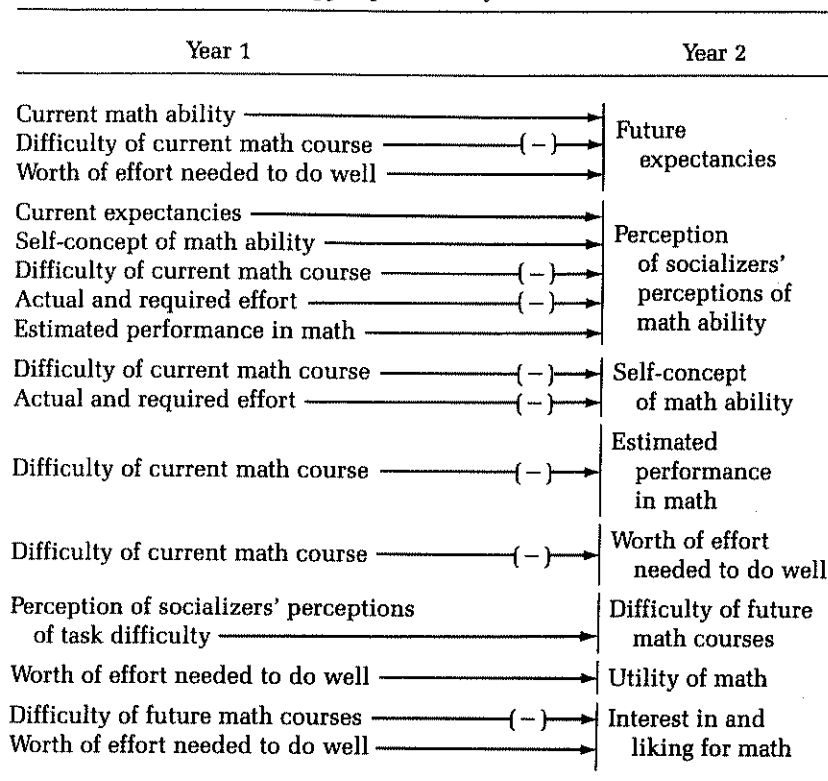 Year 1 Year 2
Current math ability
Difficulty of current math course (-)
Worth of effort needed to do well
Future
expectancies
Current expectancies
Self-concept of math ability
Difficulty of current math course (-)
Actual and required effort (-)
Estimated performance in math
Perception
of socializers'
perceptions of
math ability
Difficulty of current math course (-)
Actual and required effort (-)
Self-concept
of math ability
Difficulty of current math course (-)
Estimated
performance
in math
Difficulty of current math course (-)
Worth of effort
needed to do well
Perception of socializers' perceptions
of task difficulty
Difficulty of future
math courses
Worth of effort needed to do well
Utility of math
Difficulty of future math courses (-)
Worth of effort needed to do well
Interest in and
liking for math